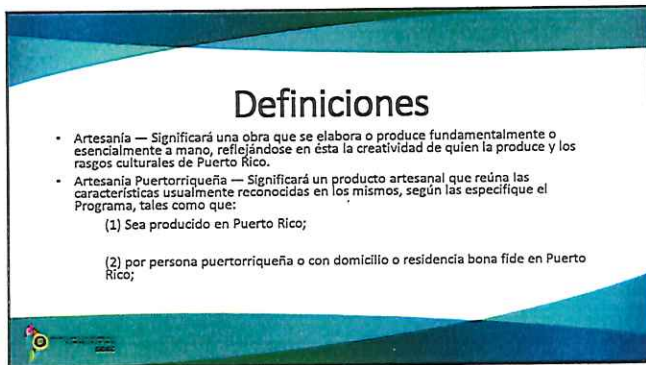 Definiciones
• Artesanía — Significará una obra que se elabora o produce fundamentalmente o
esencialmente a mano, reflejándose en ésta la creatividad de quien la produce y los
rasgos culturales de Puerto Rico.
• Artesanía Puertorriqueña — Significará un producto artesanal que reúna las
características usualmente reconocidas en los mismos, según las especifique el
Programa, tales como que:
(1) Sea producido en Puerto Rico;
(2) por persona puertorriqueña o con domicilio o residencia bona fide en Puerto
Rico;